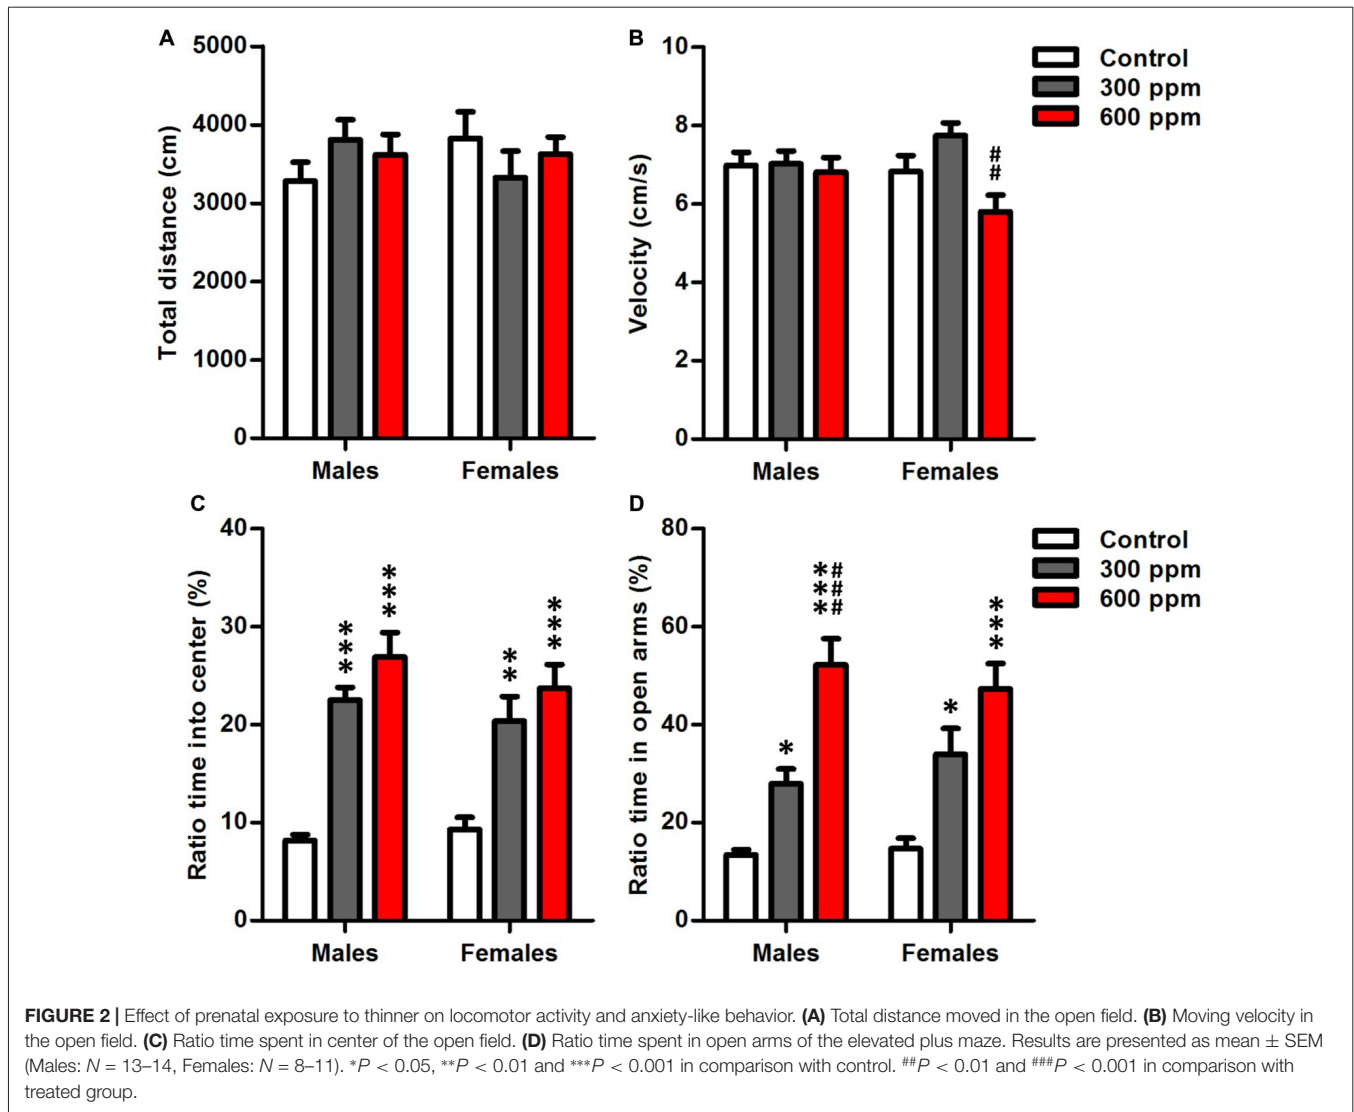 A
5000
4000
3000
2000
1000
0
Total distance (cm)
Males
Females
B
10
8
6
4
2
0
Velocity (cm/s)
##
Males
Females
Control
300 ppm
600 ppm
C
40
30
20
10
0
Ratio time into center (%)
***
***
**
***
Males
Females
D
80
60
40
20
0
Ratio time in open arms (%)
*
***
###
*
***
Males
Females
Control
300 ppm
600 ppm
FIGURE 2 | Effect of prenatal exposure to thinner on locomotor activity and anxiety-like behavior. (A) Total distance moved in the open field. (B) Moving velocity in
the open field. (C) Ratio time spent in center of the open field. (D) Ratio time spent in open arms of the elevated plus maze. Results are presented as mean ± SEM
(Males: N = 13–14, Females: N = 8–11). *P < 0.05, **P < 0.01 and ***P < 0.001 in comparison with control. ##P < 0.01 and ###P < 0.001 in comparison with
treated group.